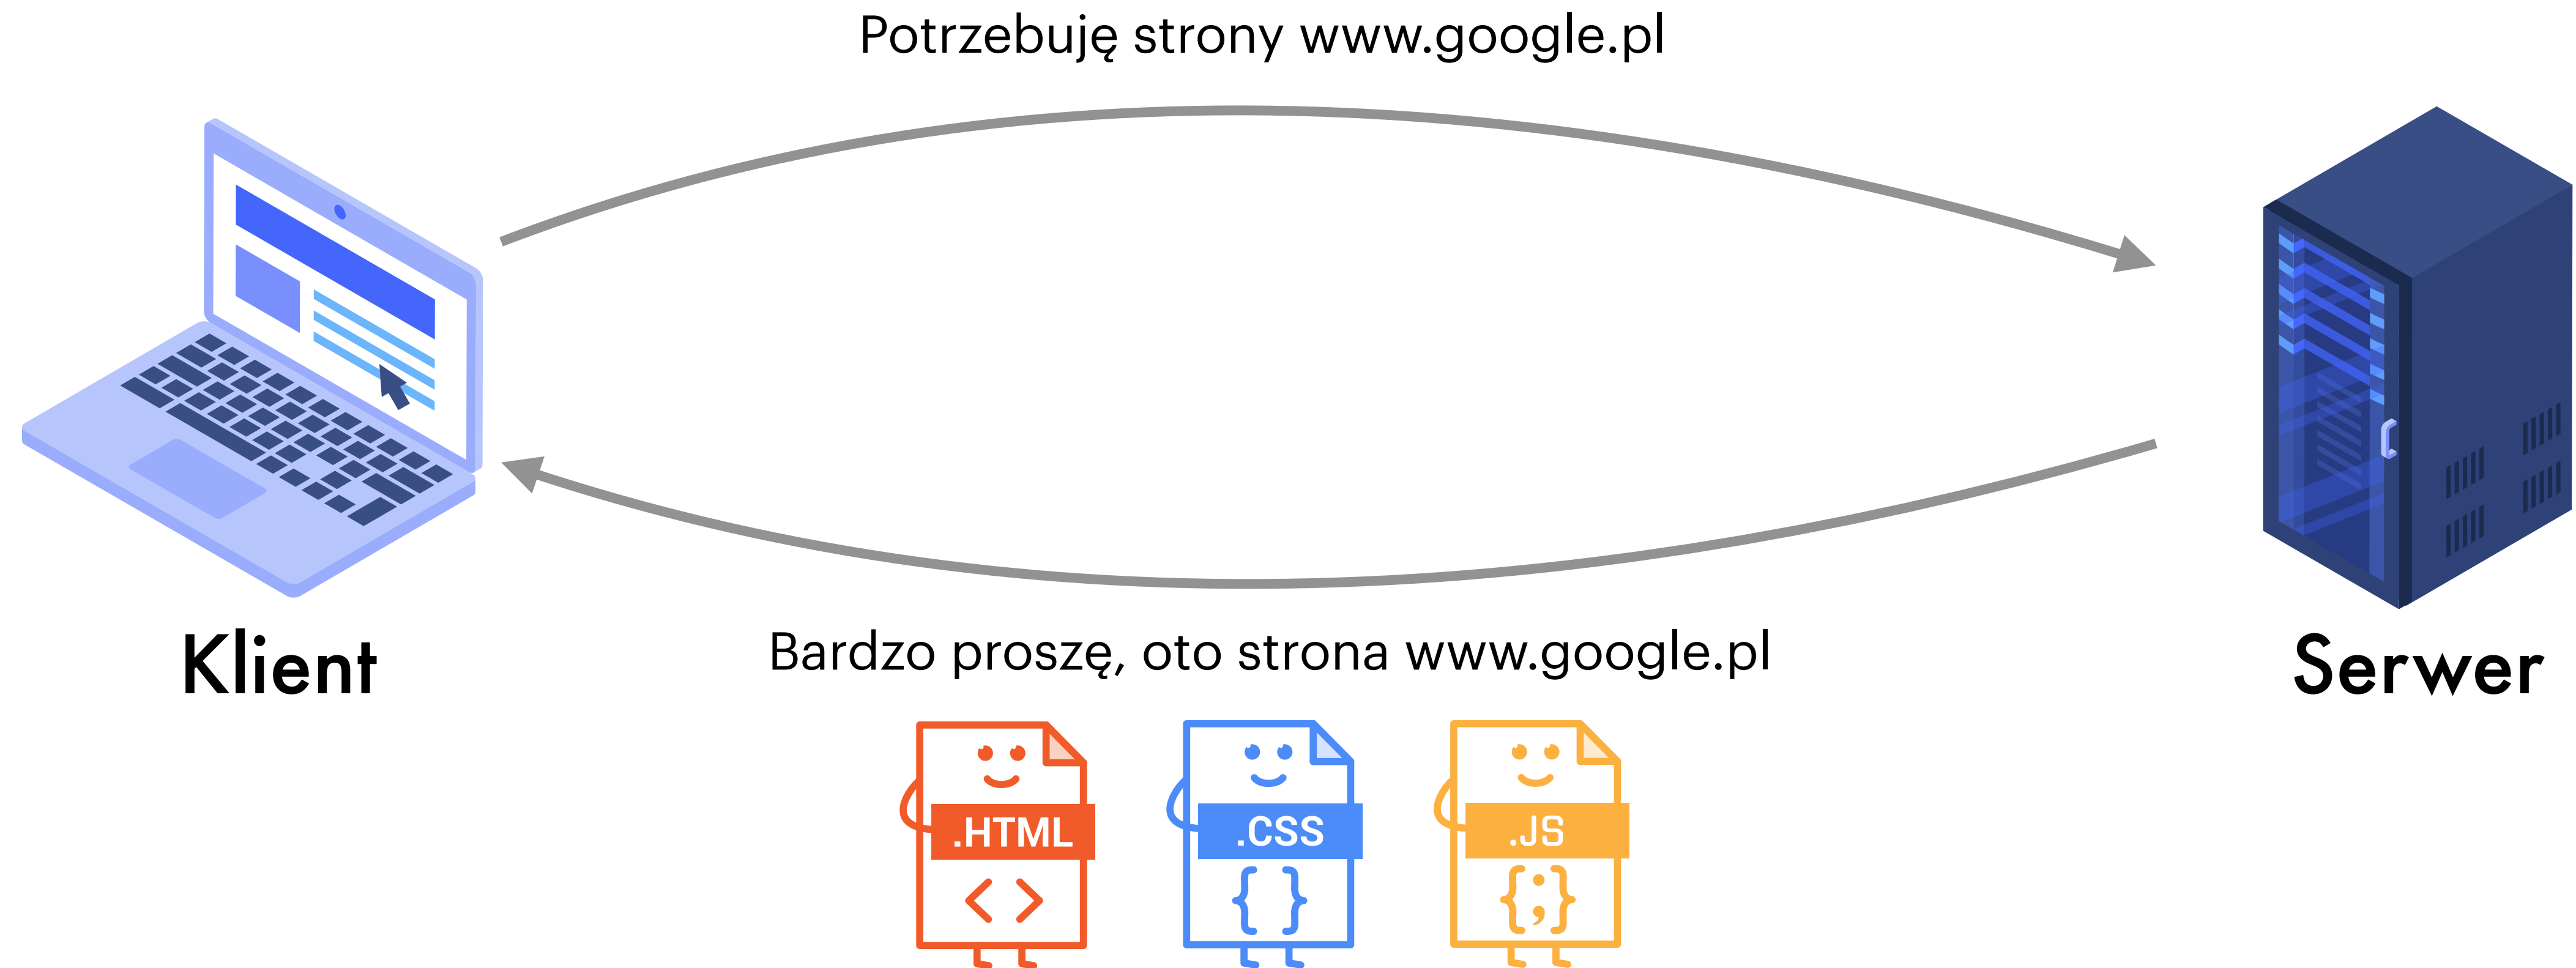 Potrzebuję strony www.google.pl
Klient
Bardzo proszę, oto strona www.google.pl
Serwer
.HTML
.CSS
.JS
< >
{ }
{;}